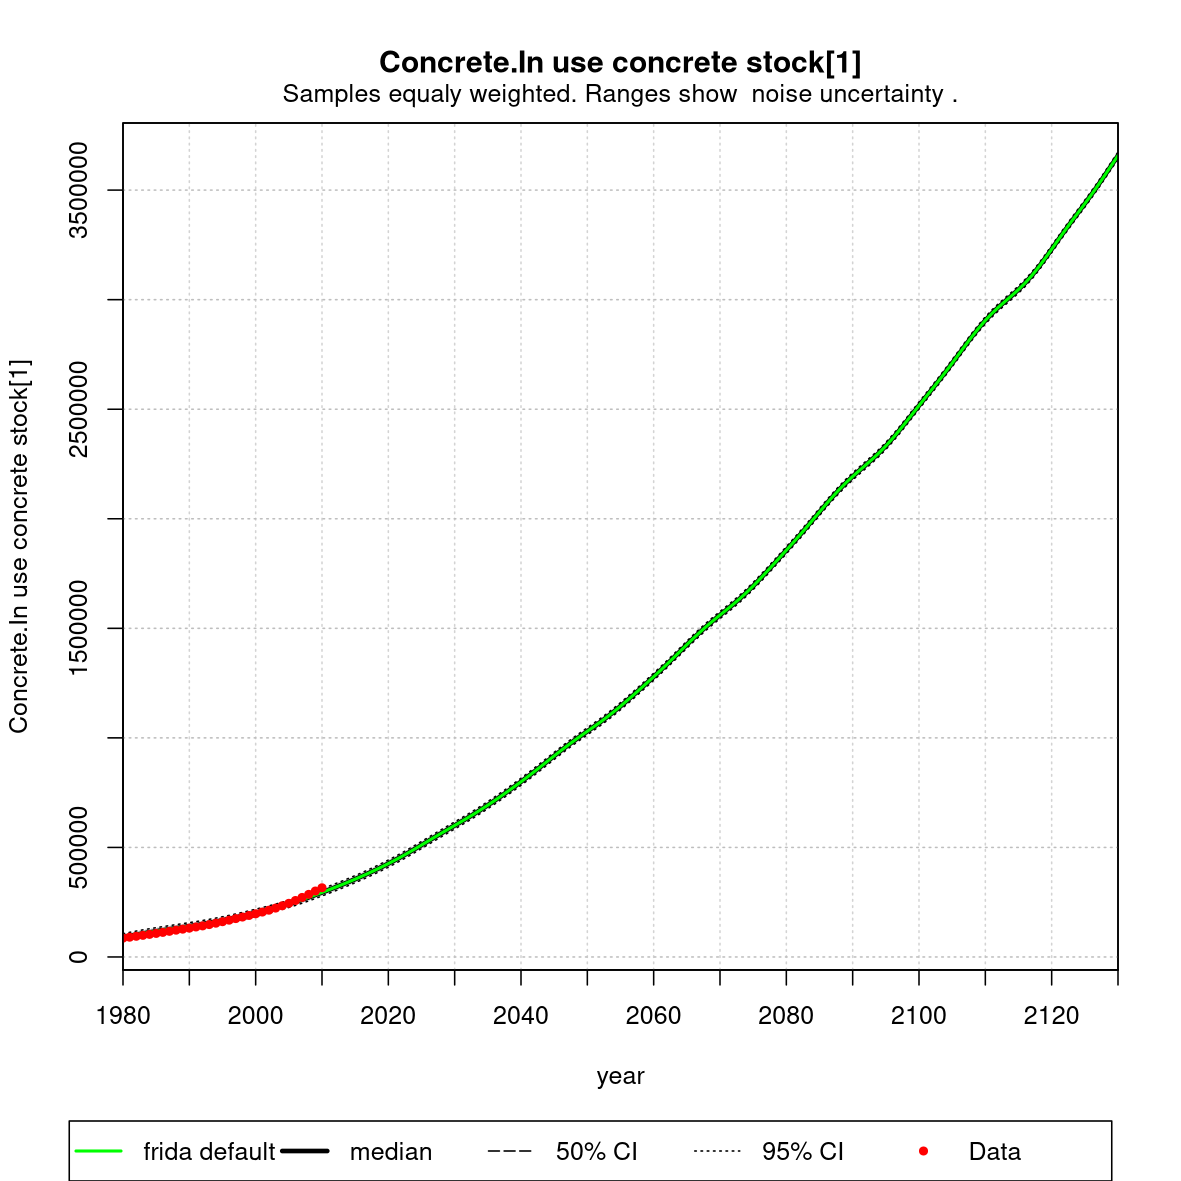 Concrete.In use concrete stock[1]
Samples equaly weighted. Ranges show  noise uncertainty .
Concrete.In use concrete stock[1]
3500000
2500000
1500000
500000
0
1980 2000 2020 2040 2060 2080 2100 2120
year
frida default median 50% CI 95% CI Data